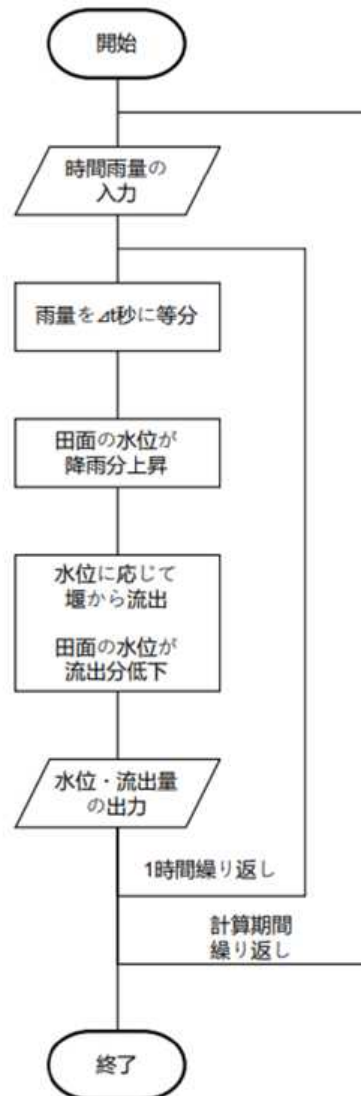 開始
時間雨量の
入力
雨量を⊿t秒に等分
田面の水位が
降雨分上昇
水位に応じて
堰から流出
田面の水位が
流出分低下
水位・流出量
の出力
1時間繰り返し
計算期間
繰り返し
終了